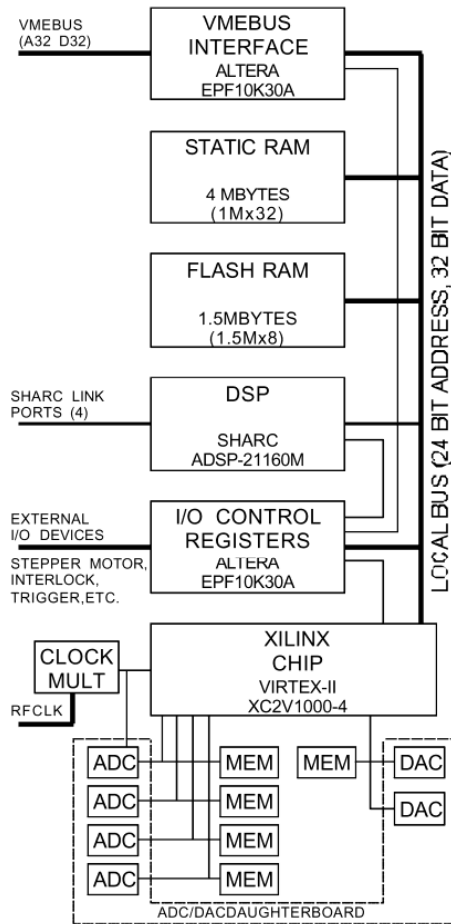 VMEBUS
(A32 D32)
VMEBUS
INTERFACE
ALTERA
EPF10K30A
STATIC RAM
4 MBYTES
(1Mx32)
FLASH RAM
1.5MBYTES
(1.5Mx8)
LOCAL BUS (24 BIT ADDRESS, 32 BIT DATA)
SHARC LINK
PORTS (4)
DSP
SHARC
ADSP-21160M
EXTERNAL
I/O DEVICES
STEPPER MOTOR,
INTERLOCK,
TRIGGER,ETC.
I/O CONTROL
REGISTERS
ALTERA
EPF10K30A
CLOCK
MULT
RFCLK
XILINX
CHIP
VIRTEX-II
XC2V1000-4
ADC MEM MEM DAC
ADC MEM DAC
ADC MEM
ADC MEM
ADC/DACDAUGHTERBOARD